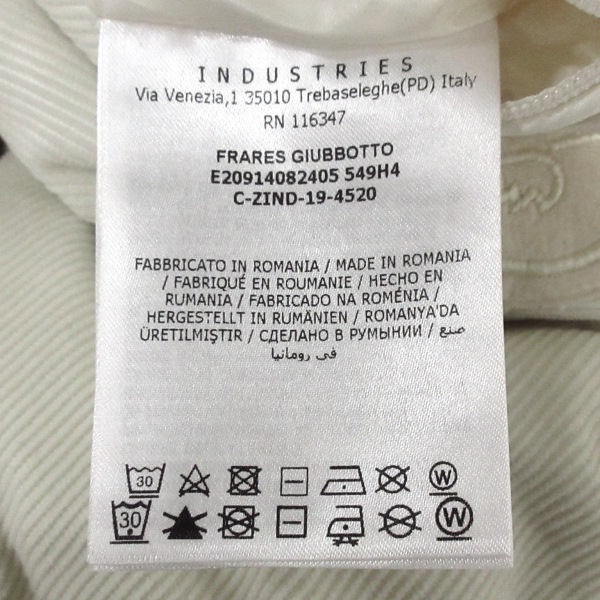 INDUSTRIES
Via Venezia,1 35010 Trebaseleghe(PD) Italy
RN 116347
FRARES GIUBBOTTO
E20914082405 549H4
C-ZIND-19-4520
FABBRICATO IN ROMANIA / MADE IN ROMANIA
/ FABRIQUÉ EN ROUMANIE / HECHO EN
RUMANIA / FABRICADO NA ROMÉNIA /
HERGESTELLT IN RUMÄNIEN / ROMANYA'DA
ÜRETILMIŞTIR / СДЕЛАНО В РУМЫНИИ / صنع
في رومانيا
30 W
30 W